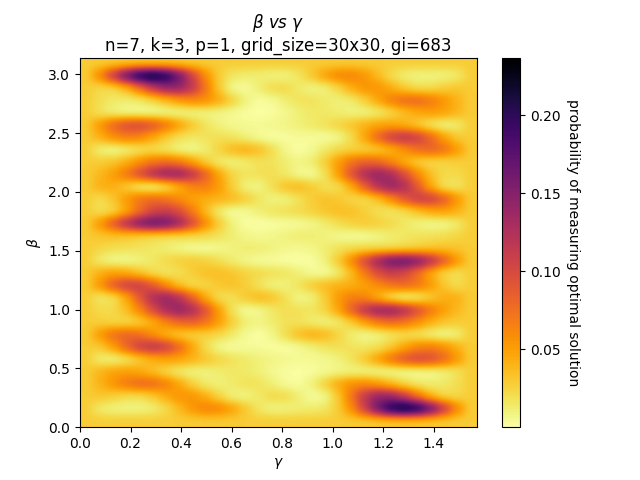 β vs γ
n=7, k=3, p=1, grid_size=30x30, gi=683
3.0
2.5
2.0
1.5
1.0
0.5
0.0
β
0.0 0.2 0.4 0.6 0.8 1.0 1.2 1.4
γ
0.20
0.15
0.10
0.05
probability of measuring optimal solution